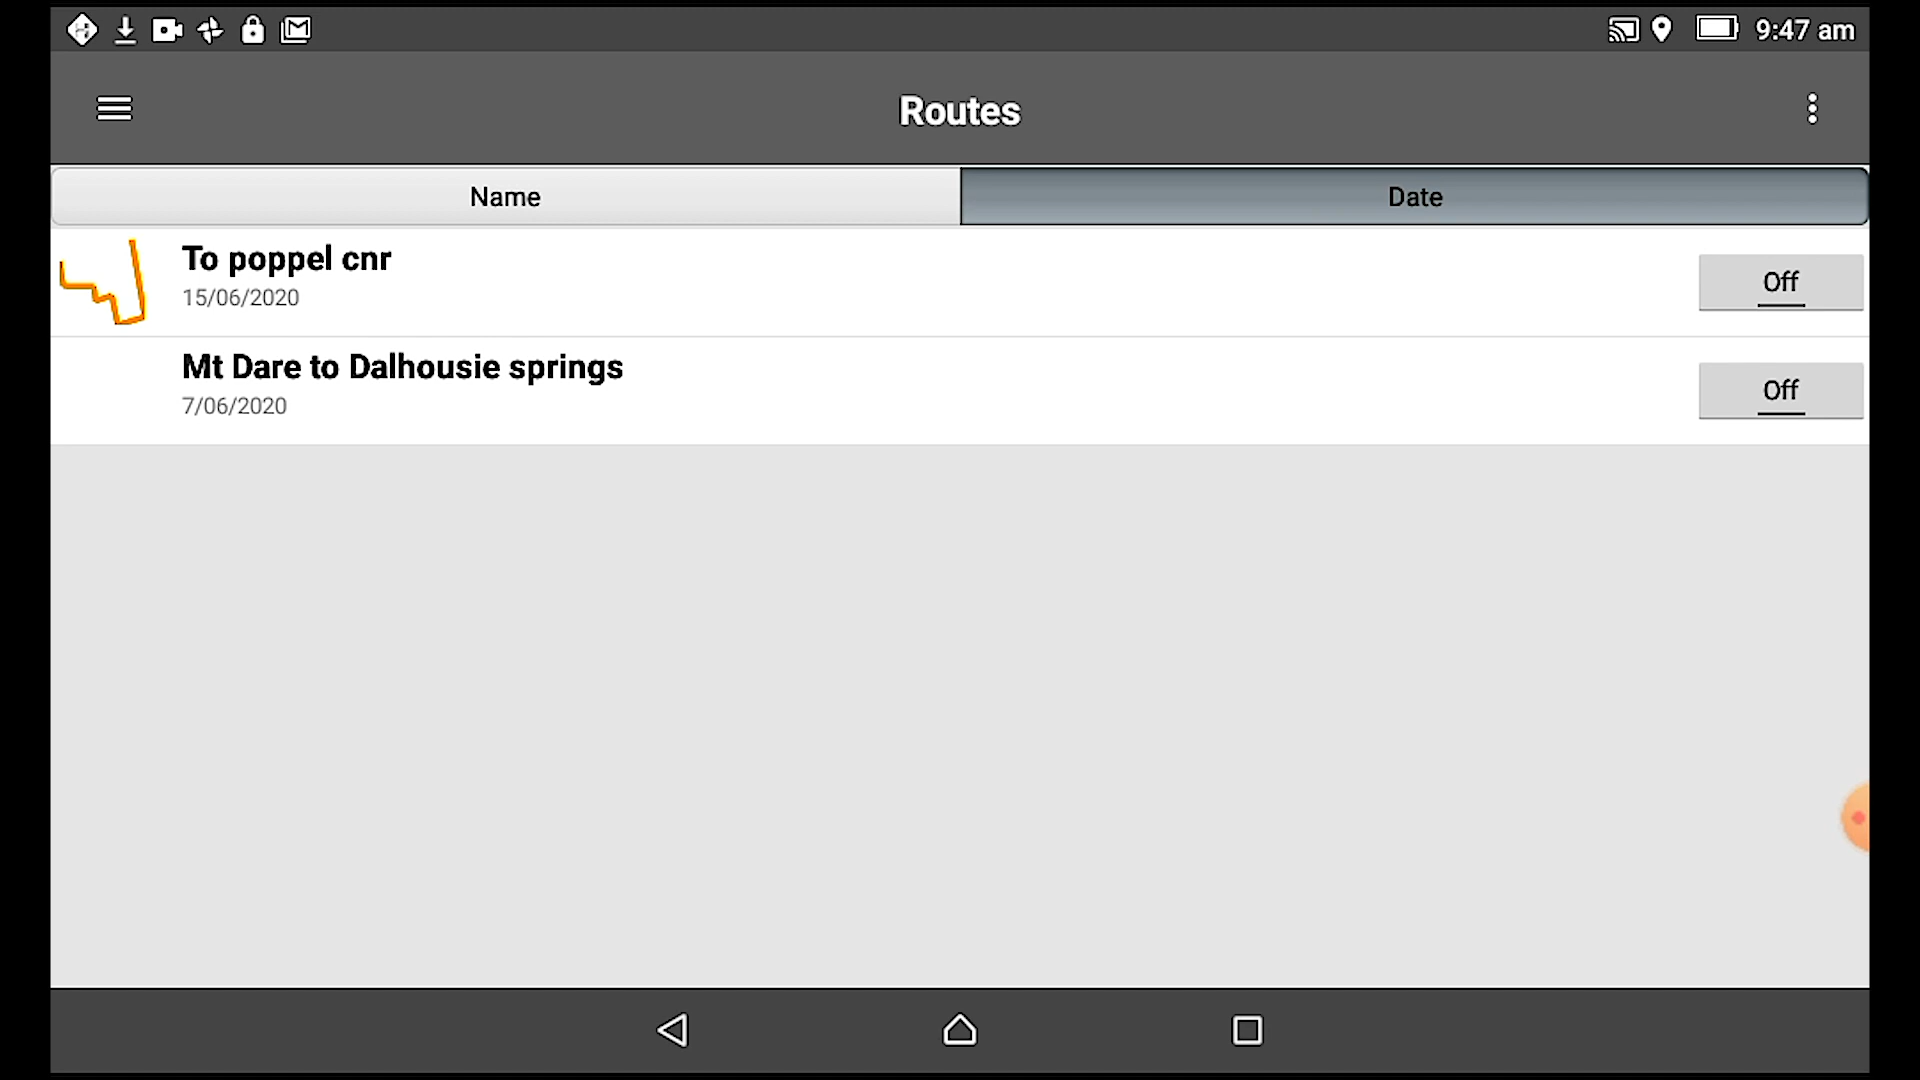 9:47 am
Routes
Name
Date
To poppel cnr
15/06/2020
Off
Mt Dare to Dalhousie springs
7/06/2020
Off